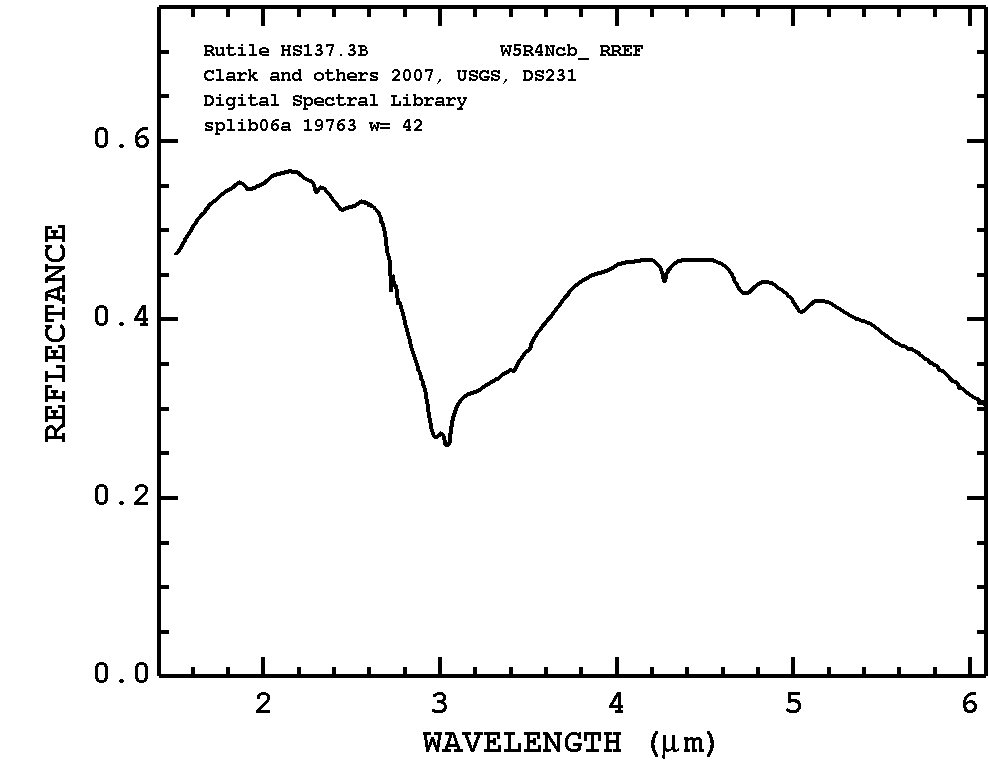 Rutile HS137.3B W5R4Ncb_ RREF
Clark and others 2007, USGS, DS231
Digital Spectral Library
splib06a 19763 w= 42
0.6
0.4
0.2
0.0
REFLECTANCE
2 3 4 5 6
WAVELENGTH (μm)